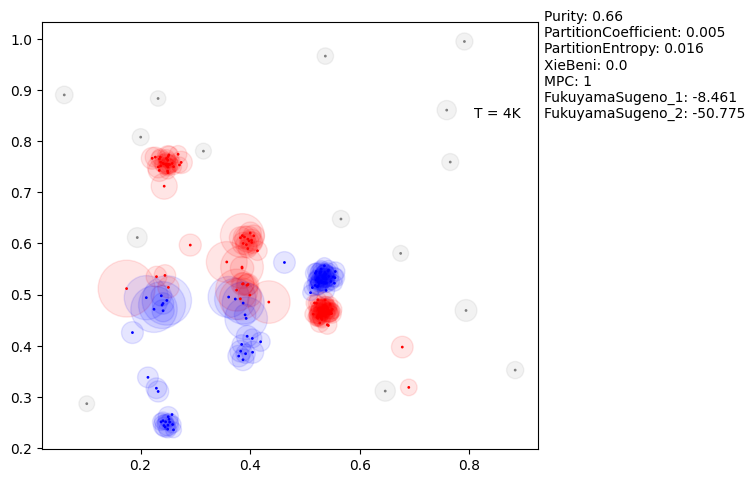 Purity: 0.66
PartitionCoefficient: 0.005
PartitionEntropy: 0.016
XieBeni: 0.0
MPC: 1
FukuyamaSugeno_1: -8.461
FukuyamaSugeno_2: -50.775
T = 4K
1.0
0.9
0.8
0.7
0.6
0.5
0.4
0.3
0.2
0.2
0.4
0.6
0.8